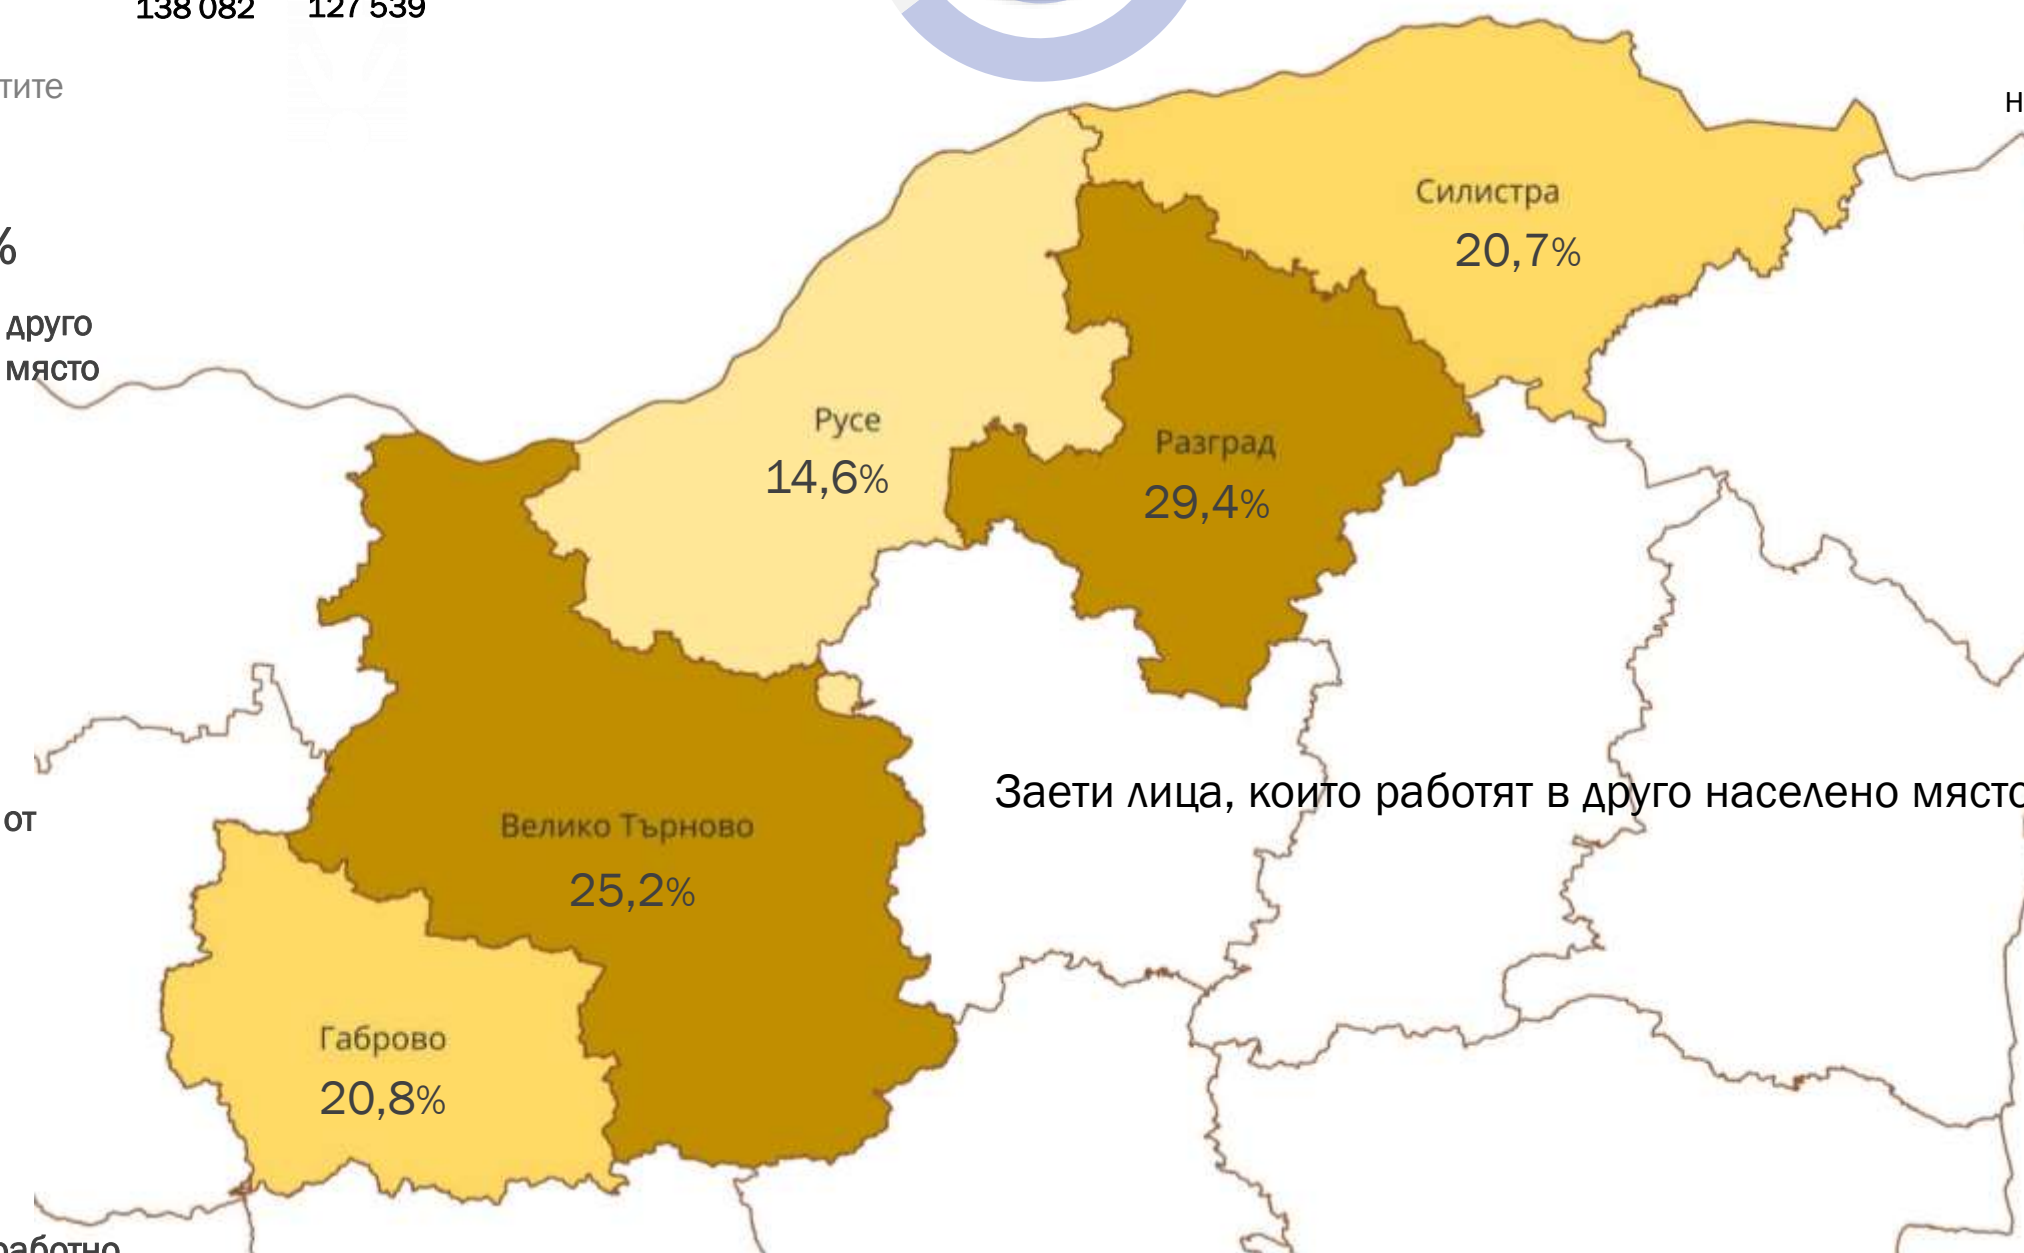 138 082 127 539
тите
н
%
друго
място
Силистра
20,7%
Русе
14,6%
Разград
29,4%
Заети лица, които работят в друго населено място
от
Велико Търново
25,2%
Габрово
20,8%
работно